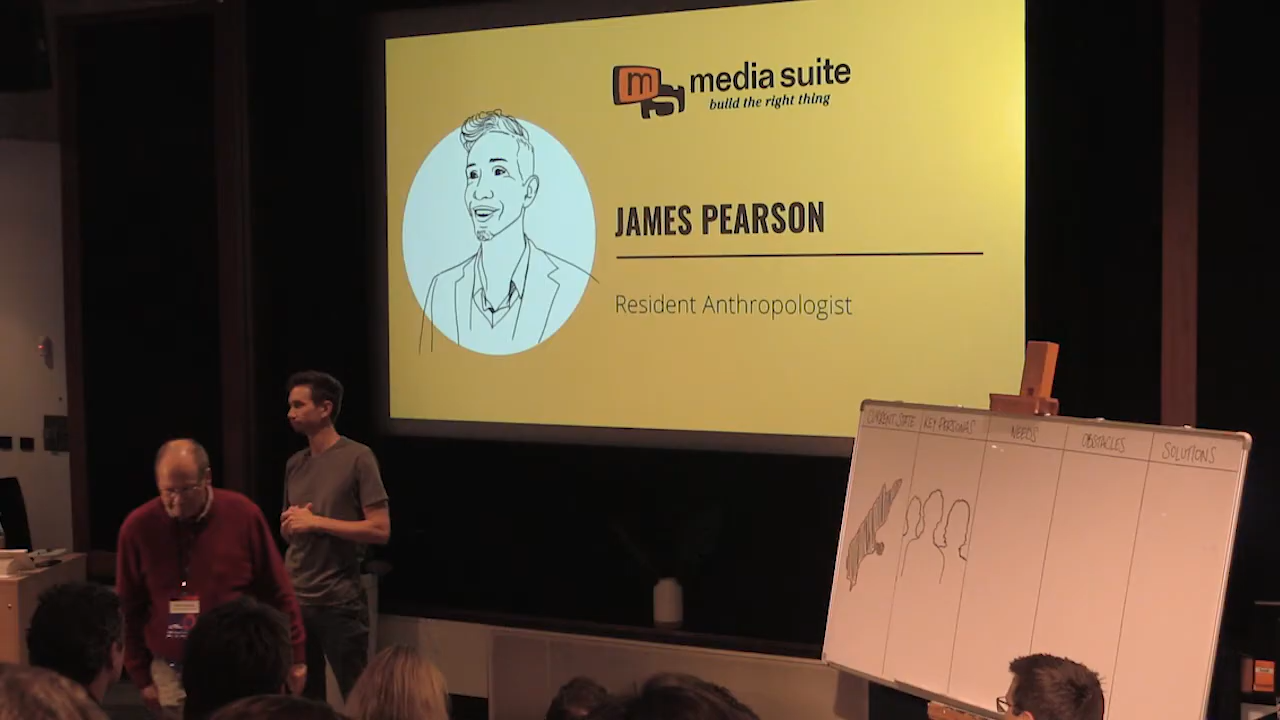 m
S
media suite
build the right thing
JAMES PEARSON
Resident Anthropologist
CURRENT STATE KEY PERSONAS NEEDS OBSTACLES SOLUTIONS